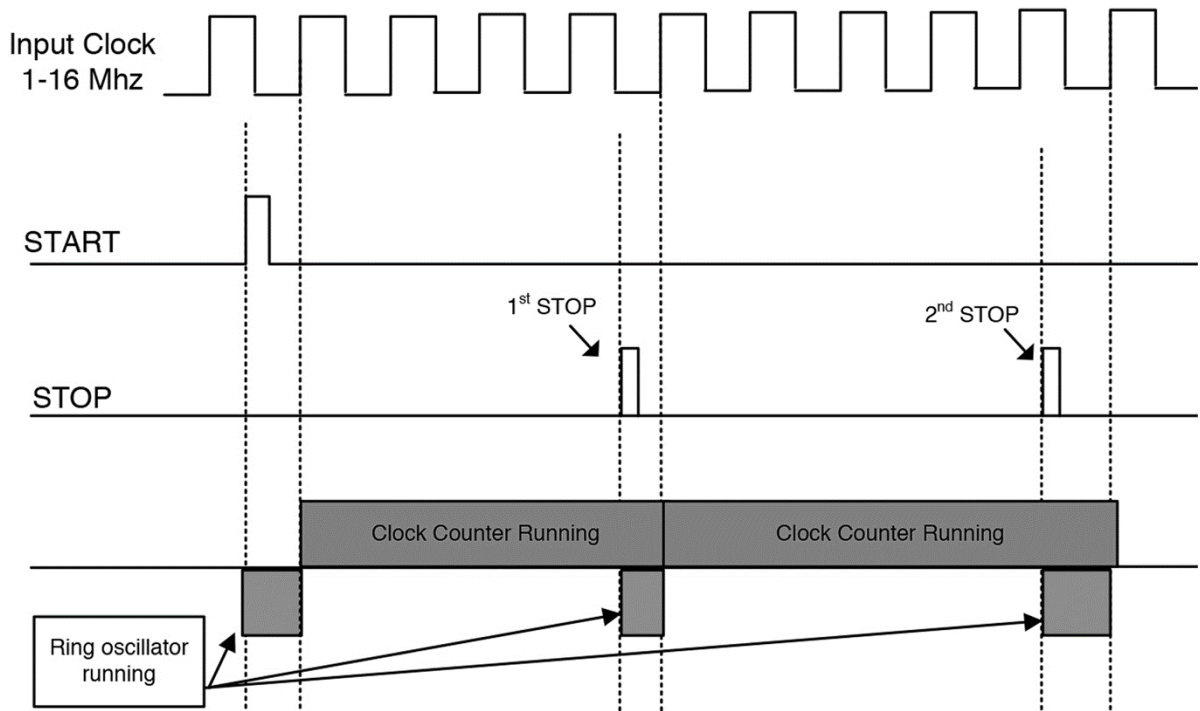 Input Clock
1-16 Mhz
START
1st STOP
2nd STOP
STOP
Clock Counter Running
Clock Counter Running
Ring oscillator
running